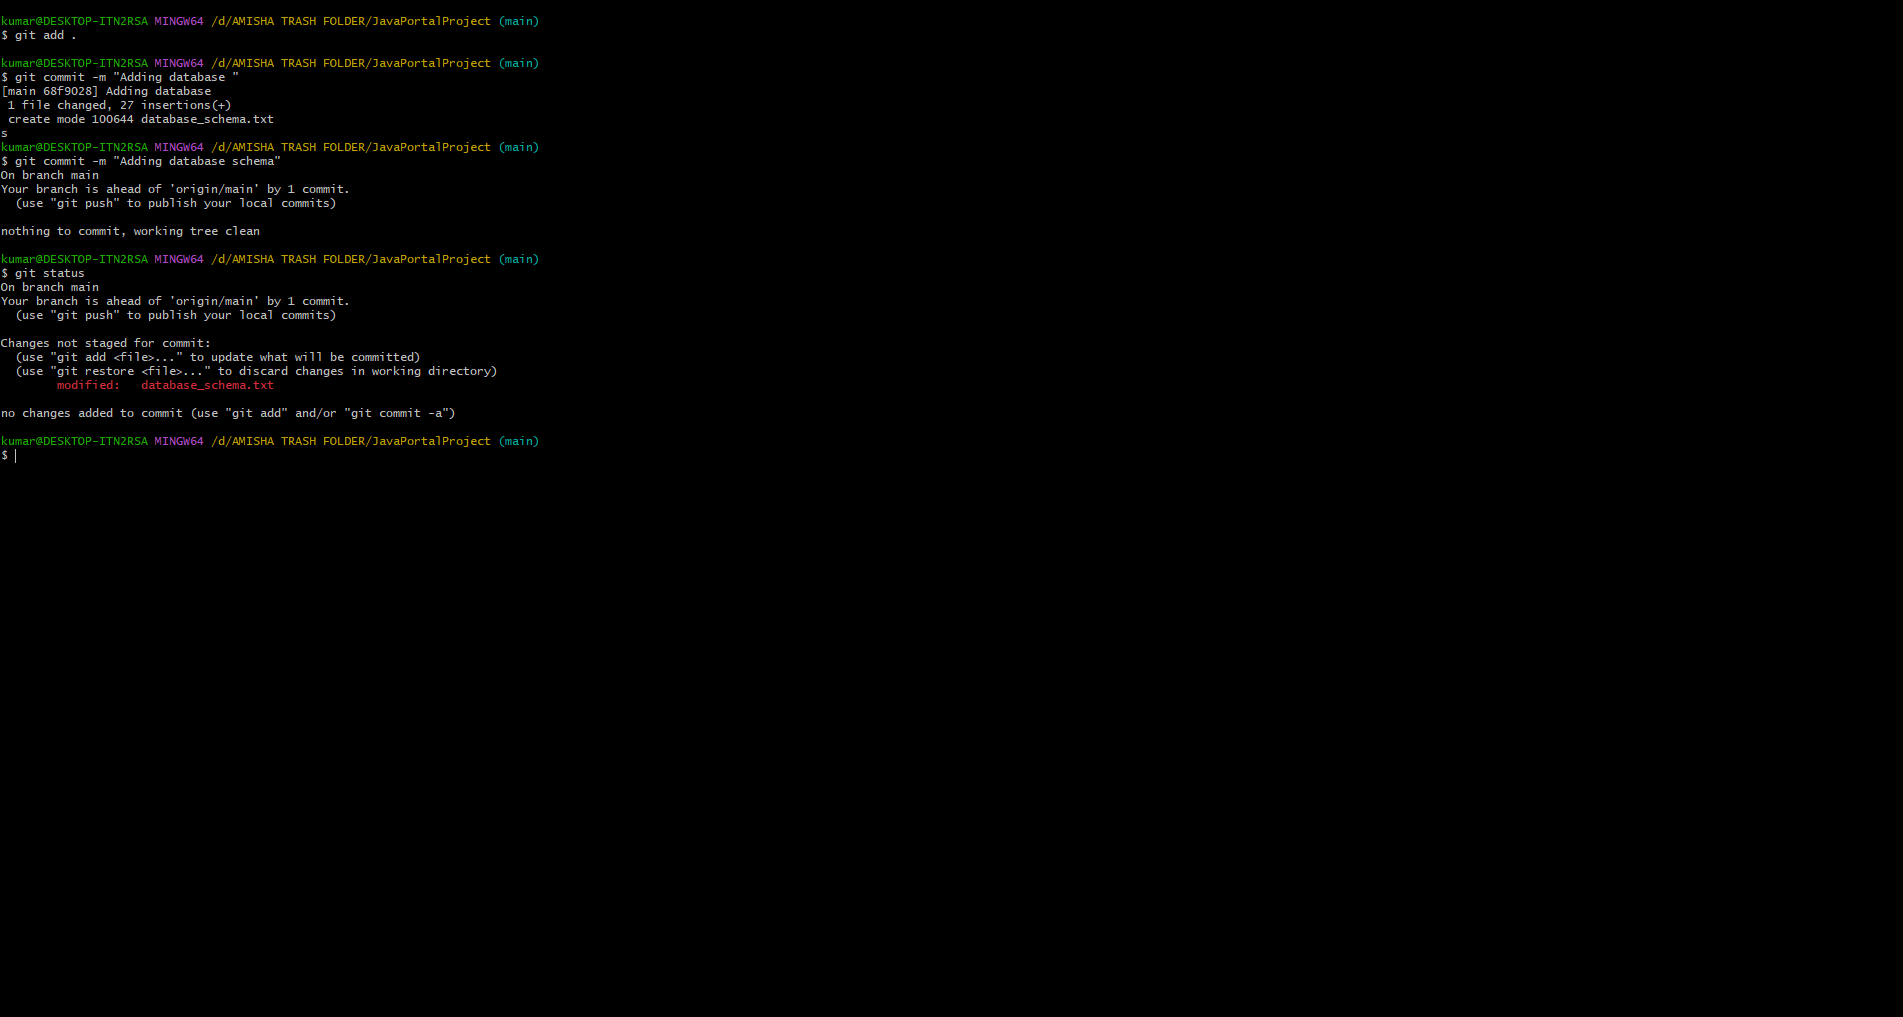 kumar@DESKTOP-ITN2RSA MINGW64 /d/AMISHA TRASH FOLDER/JavaPortalProject (main)
$ git add .
kumar@DESKTOP-ITN2RSA MINGW64 /d/AMISHA TRASH FOLDER/JavaPortalProject (main)
$ git commit -m "Adding database "
[main 68f9028] Adding database
 1 file changed, 27 insertions(+)
 create mode 100644 database_schema.txt
s
kumar@DESKTOP-ITN2RSA MINGW64 /d/AMISHA TRASH FOLDER/JavaPortalProject (main)
$ git commit -m "Adding database schema"
On branch main
Your branch is ahead of 'origin/main' by 1 commit.
  (use "git push" to publish your local commits)
nothing to commit, working tree clean
kumar@DESKTOP-ITN2RSA MINGW64 /d/AMISHA TRASH FOLDER/JavaPortalProject (main)
$ git status
On branch main
Your branch is ahead of 'origin/main' by 1 commit.
  (use "git push" to publish your local commits)
Changes not staged for commit:
  (use "git add <file>..." to update what will be committed)
  (use "git restore <file>..." to discard changes in working directory)
        modified:   database_schema.txt
no changes added to commit (use "git add" and/or "git commit -a")
kumar@DESKTOP-ITN2RSA MINGW64 /d/AMISHA TRASH FOLDER/JavaPortalProject (main)
$